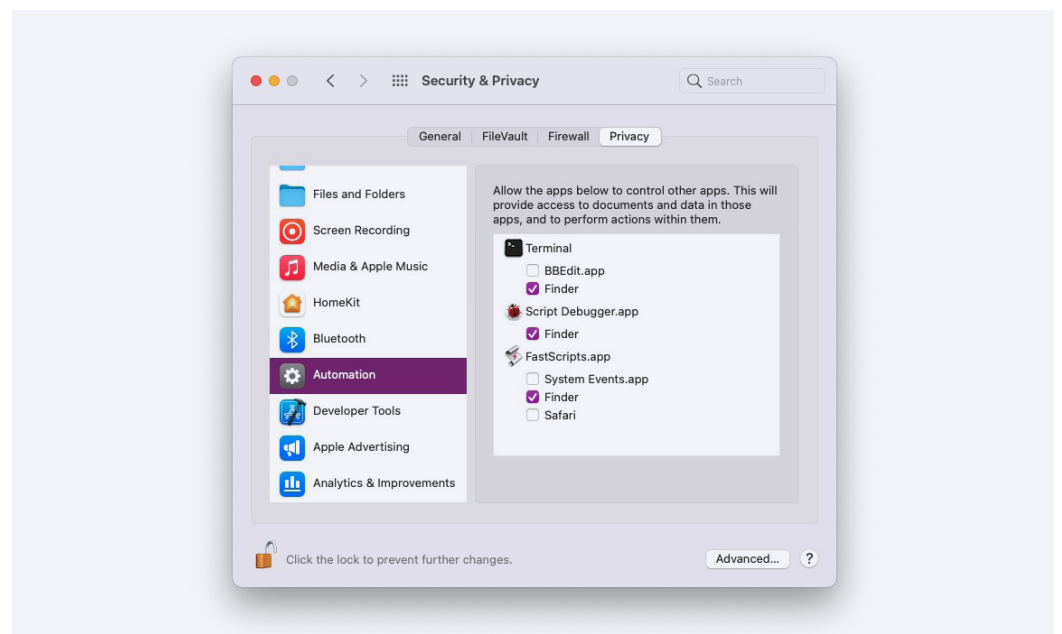 Security & Privacy
Search
General
FileVault
Firewall
Privacy
Files and Folders
Screen Recording
Media & Apple Music
HomeKit
Bluetooth
Automation
Developer Tools
Apple Advertising
Analytics & Improvements
Allow the apps below to control other apps. This will
provide access to documents and data in those
apps, and to perform actions within them.
Terminal
BBEdit.app
Finder
Script Debugger.app
Finder
FastScripts.app
System Events.app
Finder
Safari
Click the lock to prevent further changes.
Advanced...
?